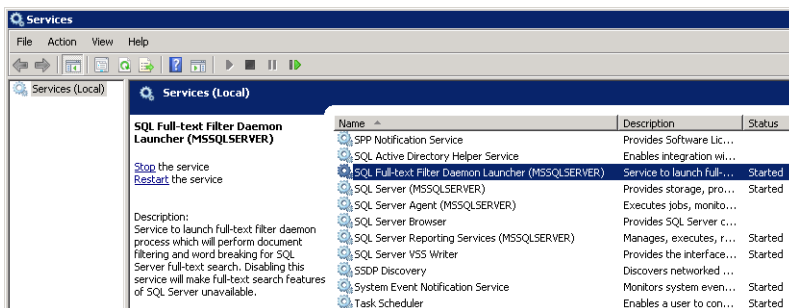 Services
File Action View Help
Services (Local)
Services (Local)
SQL Full-text Filter Daemon
Launcher (MSSQLSERVER)
Stop the service
Restart the service
Description:
Service to launch full-text filter daemon
process which will perform document
filtering and word breaking for SQL
Server full-text search. Disabling this
service will make full-text search features
of SQL Server unavailable.
Name Description Status
SPP Notification Service Provides Software Lic...
SQL Active Directory Helper Service Enables integration wi...
SQL Full-text Filter Daemon Launcher (MSSQLSERVER) Service to launch full-... Started
SQL Server (MSSQLSERVER) Provides storage, pro... Started
SQL Server Agent (MSSQLSERVER) Executes jobs, monito...
SQL Server Browser Provides SQL Server c...
SQL Server Reporting Services (MSSQLSERVER) Manages, executes, r... Started
SQL Server VSS Writer Provides the interface... Started
SSDP Discovery Discovers networked ...
System Event Notification Service Monitors system even... Started
Task Scheduler Enables a user to con... Started